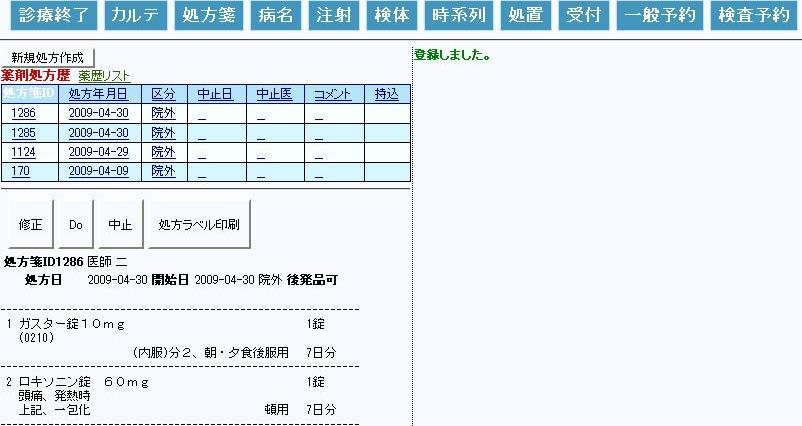 診療終了 カルテ 処方箋 病名 注射 検体 時系列 処置 受付 一般予約 検査予約
新規処方作成
登録しました。
薬剤処方歴 薬歴リスト
処方箋ID 処方年月日 区分 中止日 中止医 コメント 持込
1286 2009-04-30 院外 _ _ _
1285 2009-04-30 院外 _ _ _
1124 2009-04-29 院外 _ _ _
170 2009-04-09 院外 _ _ _
修正 Do 中止 処方ラベル印刷
処方箋ID1286 医師 二
処方日 2009-04-30 開始日 2009-04-30 院外 後発品可
1 ガスター錠10mg 1錠
(0210)
(内服)分2、朝・夕食後服用 7日分
2 ロキソニン錠 60mg 1錠
頭痛、発熱時
上記、一包化 頓用 7日分